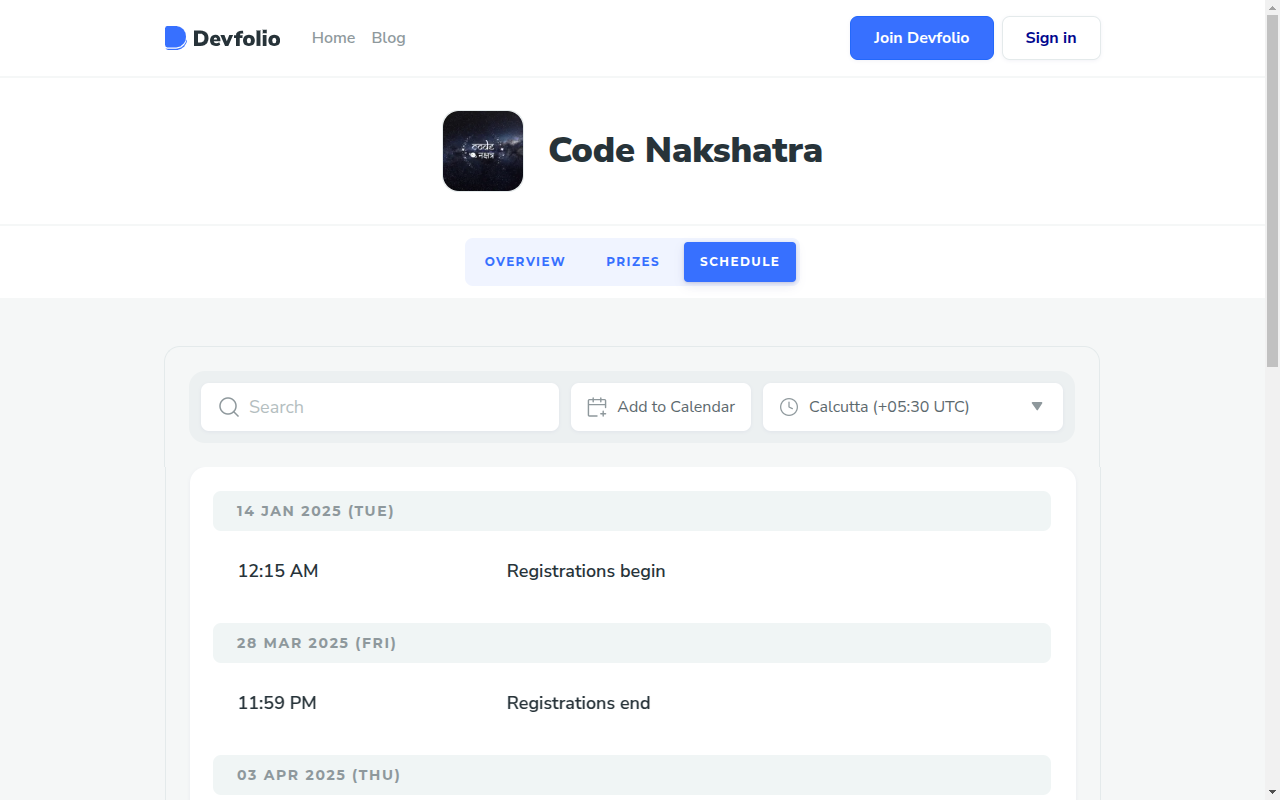 Devfolio
Home
Blog
Join Devfolio
Sign in
code
नक्षत्र
Code Nakshatra
OVERVIEW
PRIZES
SCHEDULE
Search
Add to Calendar
Calcutta (+05:30 UTC)
14 JAN 2025 (TUE)
12:15 AM
Registrations begin
28 MAR 2025 (FRI)
11:59 PM
Registrations end
03 APR 2025 (THU)